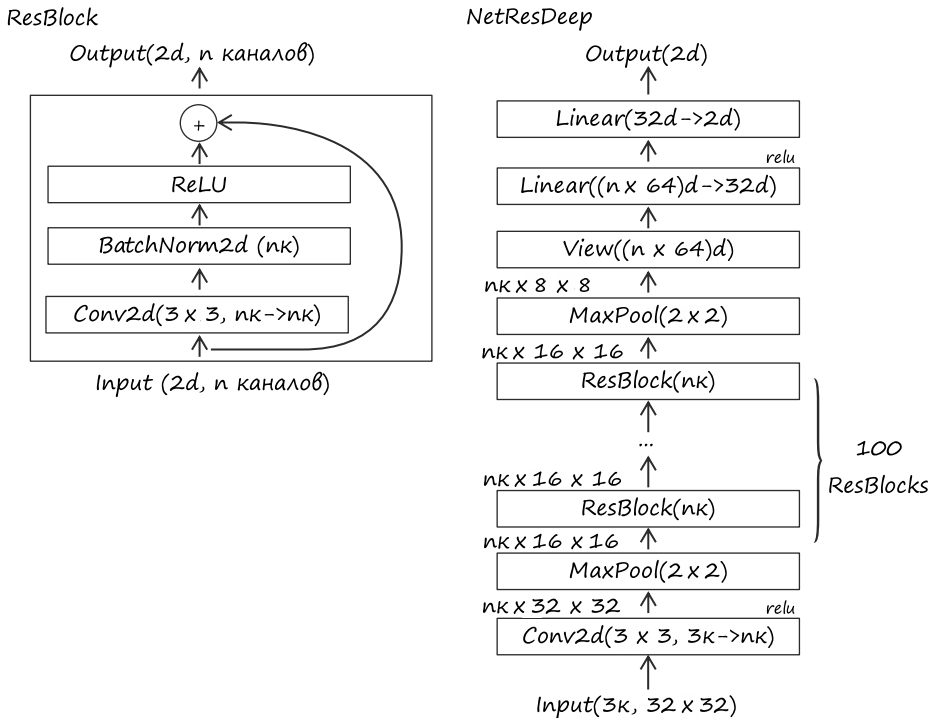 ResBlock
Output(2d, n каналов)
+
ReLU
BatchNorm2d (nк)
Conv2d(3 x 3, nк->nк)
Input (2d, n каналов)
NetResDeep
Output(2d)
Linear(32d->2d)
relu
Linear((n x 64)d->32d)
View((n x 64)d)
nк x 8 x 8
MaxPool(2 x 2)
nк x 16 x 16
ResBlock(nк)
...
100
ResBlocks
nк x 16 x 16
ResBlock(nк)
nк x 16 x 16
MaxPool(2 x 2)
nк x 32 x 32
relu
Conv2d(3 x 3, 3к->nк)
Input(3к, 32 x 32)